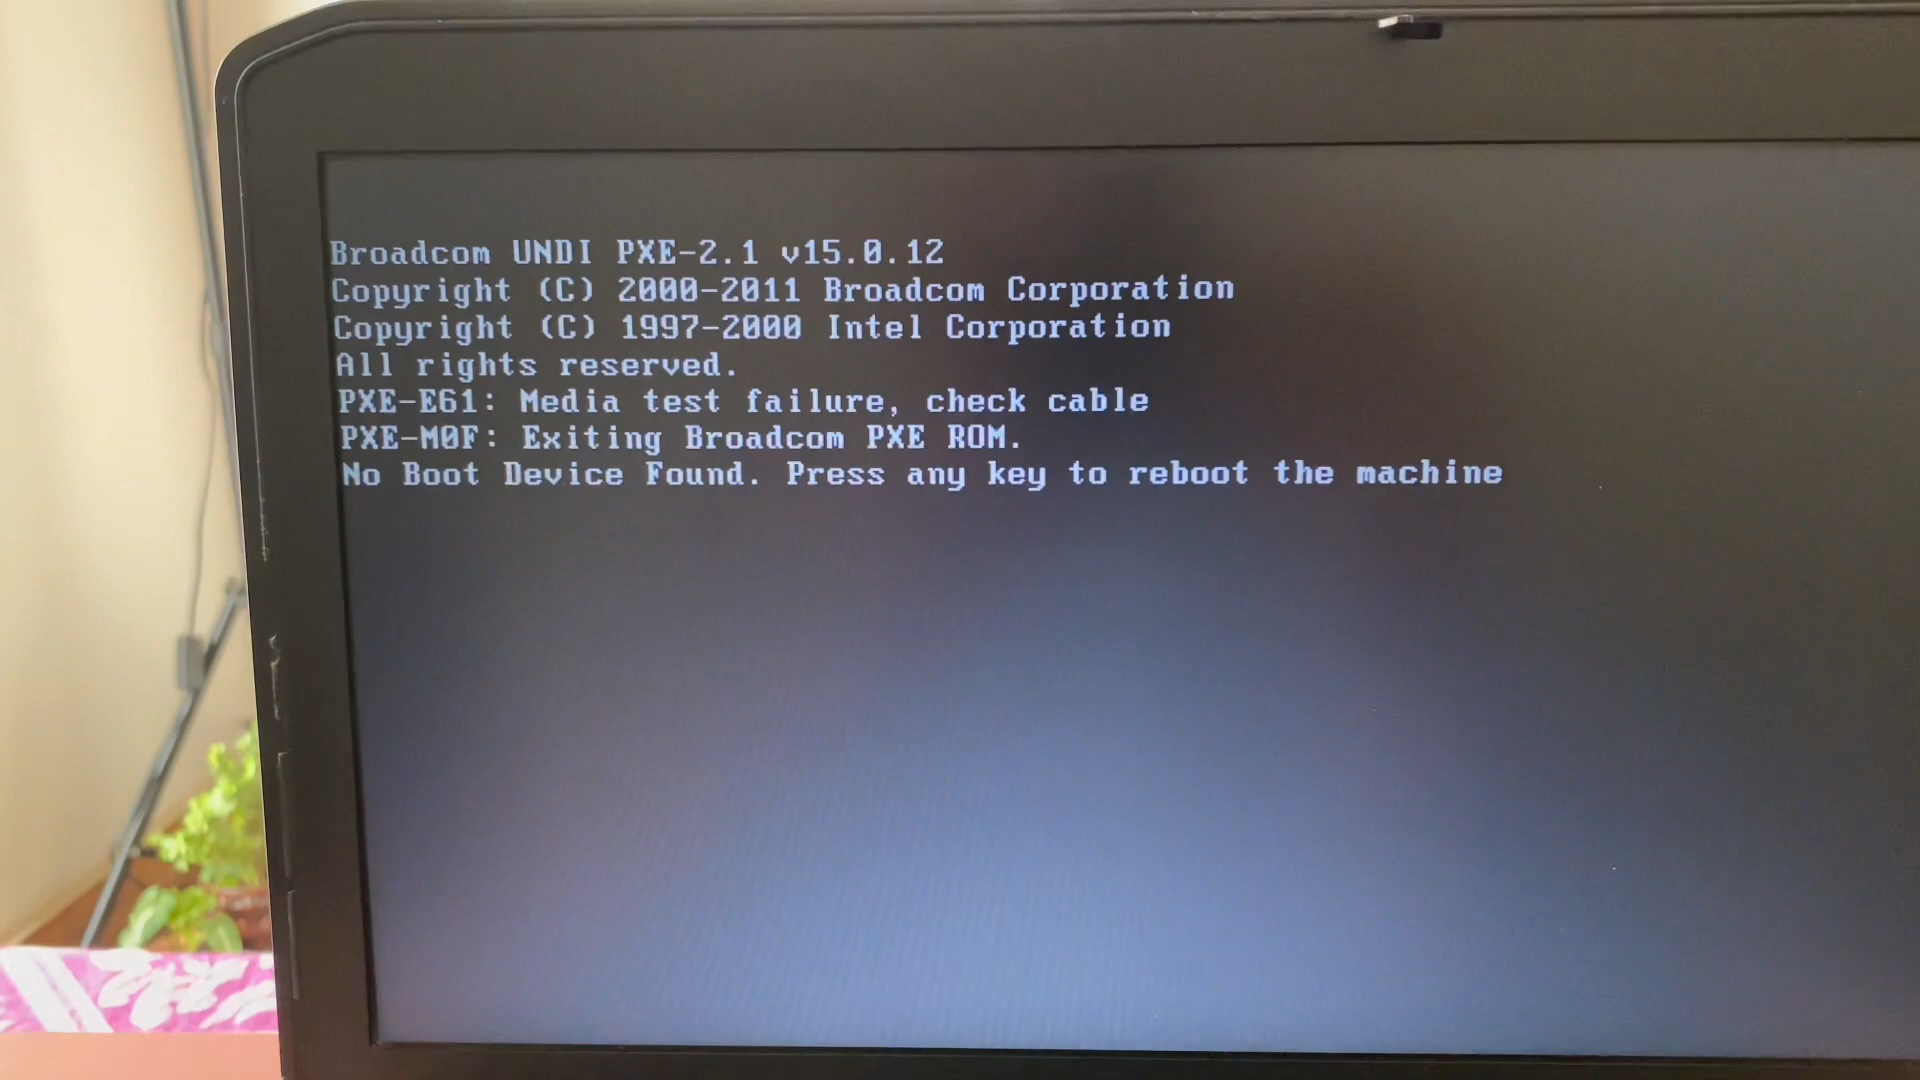 Broadcom UNDI PXE-2.1 v15.0.12
Copyright (C) 2000-2011 Broadcom Corporation
Copyright (C) 1997-2000 Intel Corporation
All rights reserved.
PXE-E61: Media test failure, check cable
PXE-M0F: Exiting Broadcom PXE ROM.
No Boot Device Found. Press any key to reboot the machine